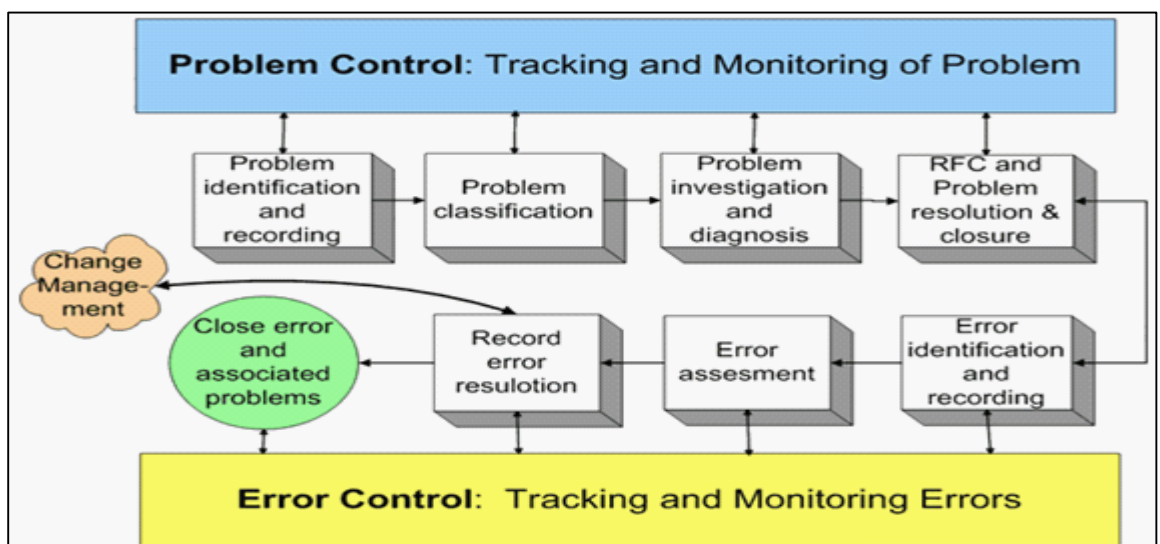 Problem Control: Tracking and Monitoring of Problem
Problem
identification
and
recording
Problem
classification
Problem
investigation
and
diagnosis
RFC and
Problem
resolution &
closure
Change
Manage-
ment
Close error
and
associated
problems
Record
error
resulotion
Error
assesment
Error
identification
and
recording
Error Control: Tracking and Monitoring Errors